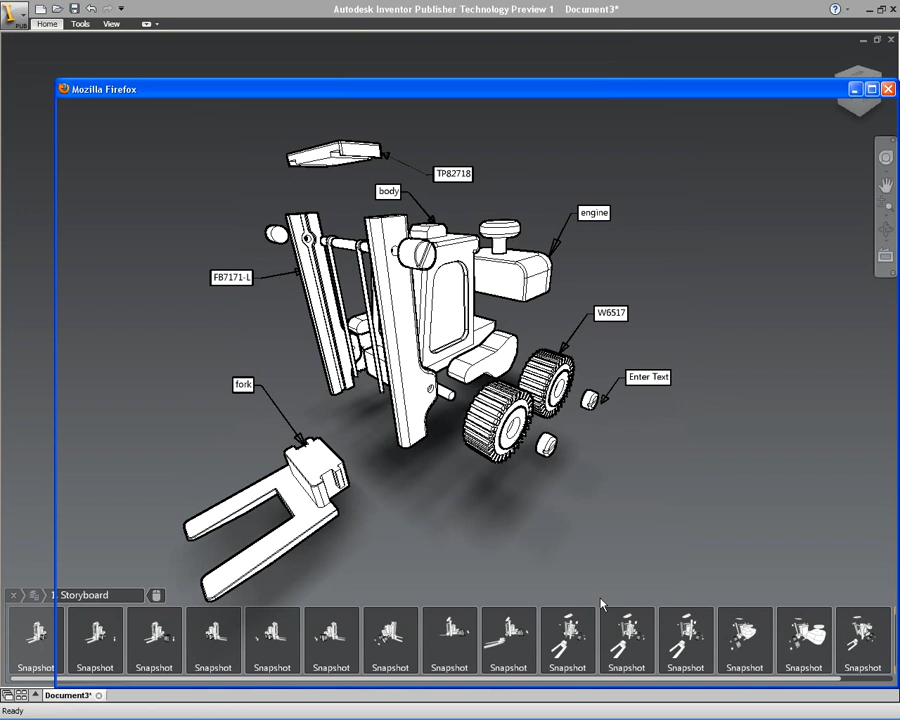 Autodesk Inventor Publisher Technology Preview 1 Document3*
PUB
Home Tools View
Mozilla Firefox
TP82718
body
engine
FB7171-L
W6517
Enter Text
fork
Storyboard
Snapshot Snapshot Snapshot Snapshot Snapshot Snapshot Snapshot Snapshot Snapshot Snapshot Snapshot Snapshot Snapshot Snapshot Snapshot
Document3*
Ready